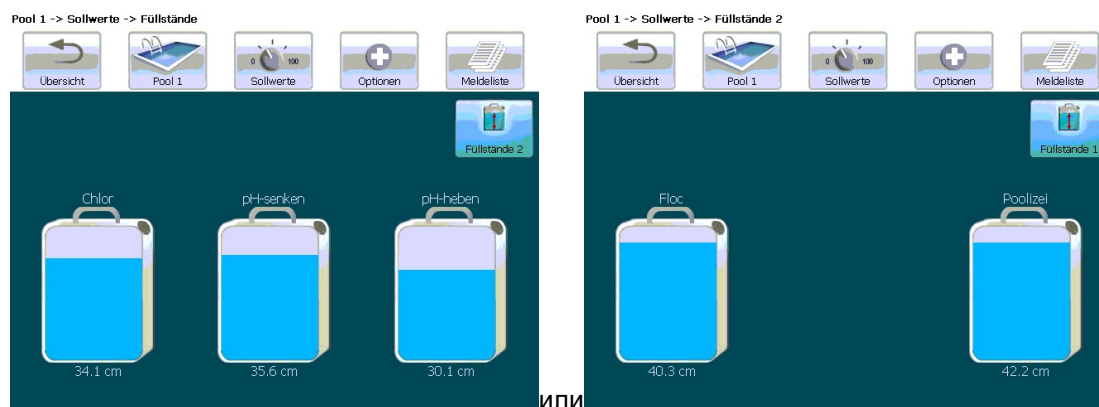 Pool 1 -> Sollwerte -> Füllstände
Übersicht
Pool 1
0 100
Sollwerte
Optionen
Meldeliste
Füllstände 2
Chlor
pH-senken
pH-heben
34.1 cm
35.6 cm
30.1 cm
или
Pool 1 -> Sollwerte -> Füllstände 2
Übersicht
Pool 1
0 100
Sollwerte
Optionen
Meldeliste
Füllstände 1
Floc
Poolizei
40.3 cm
42.2 cm